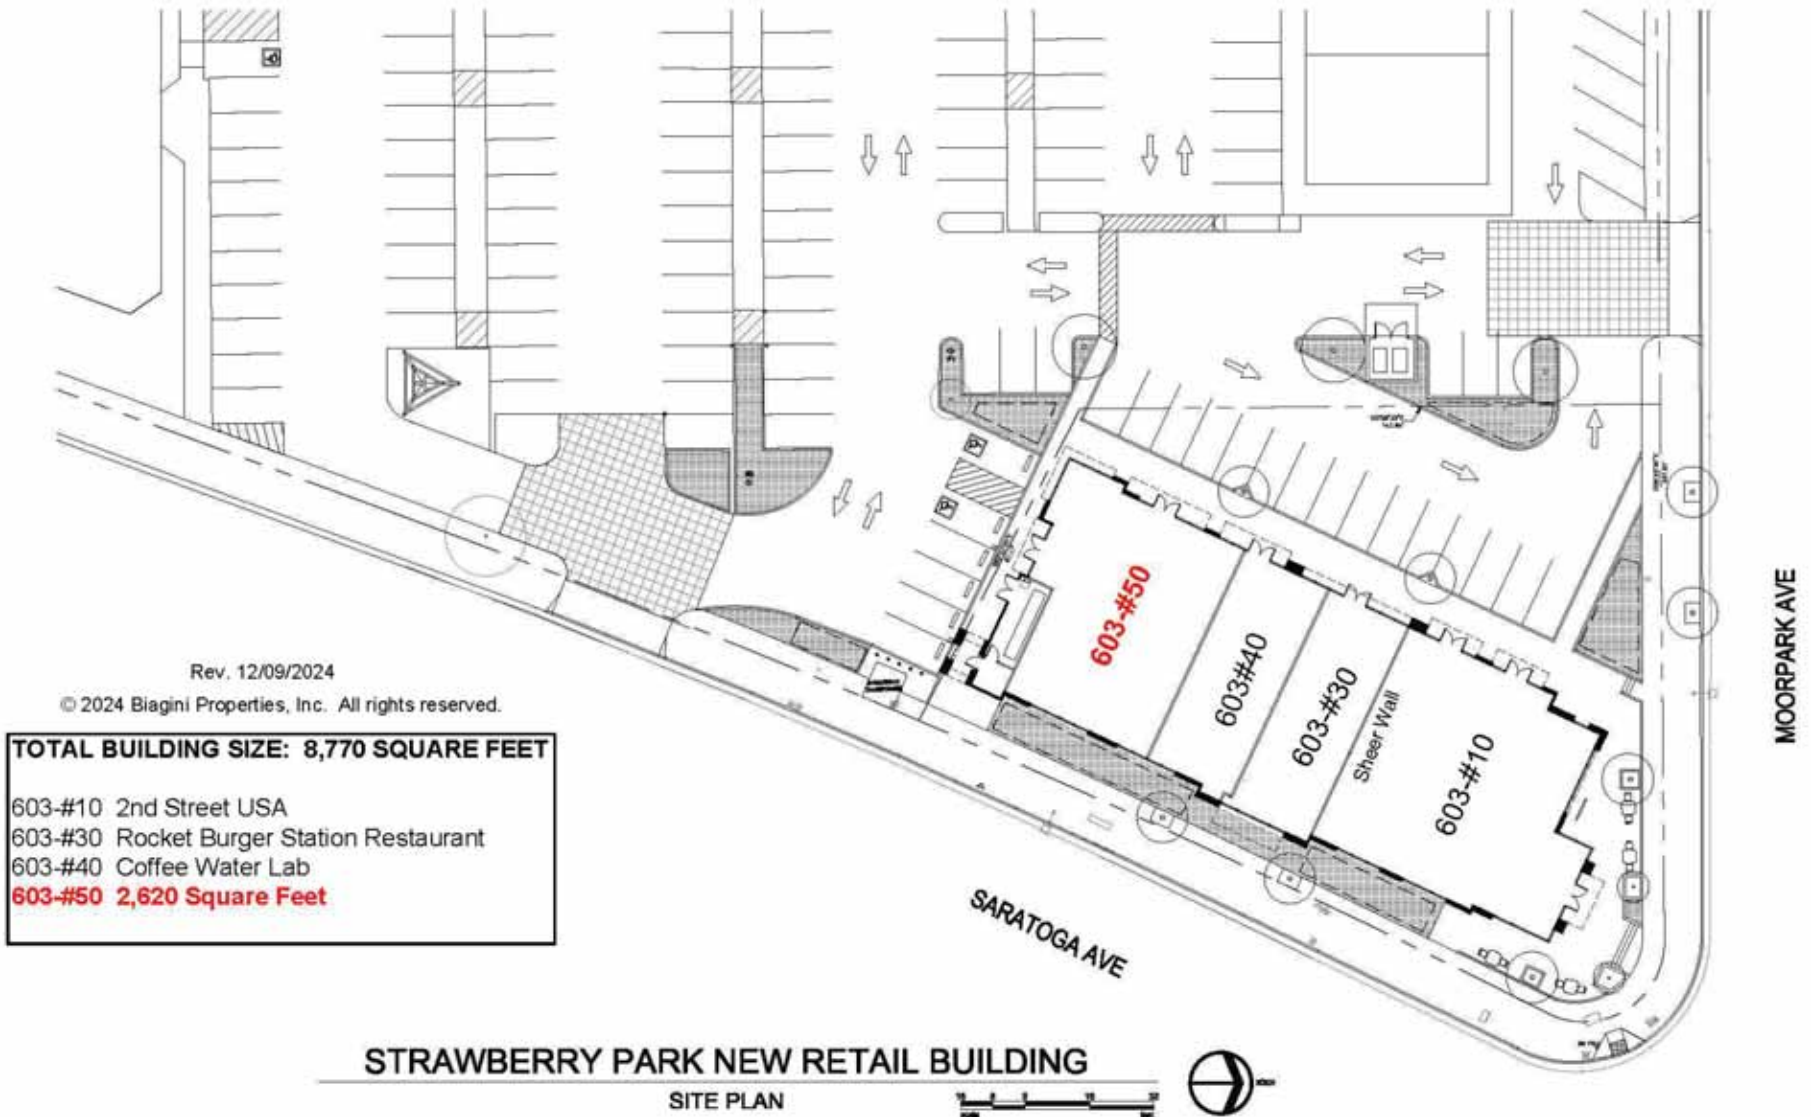 603-#50
603#40
603-#30
Sheer Wall
603-#10
MOORPARK AVE
SARATOGA AVE
Rev. 12/09/2024
© 2024 Biagini Properties, Inc. All rights reserved.
TOTAL BUILDING SIZE: 8,770 SQUARE FEET
603-#10 2nd Street USA
603-#30 Rocket Burger Station Restaurant
603-#40 Coffee Water Lab
603-#50 2,620 Square Feet
STRAWBERRY PARK NEW RETAIL BUILDING
SITE PLAN